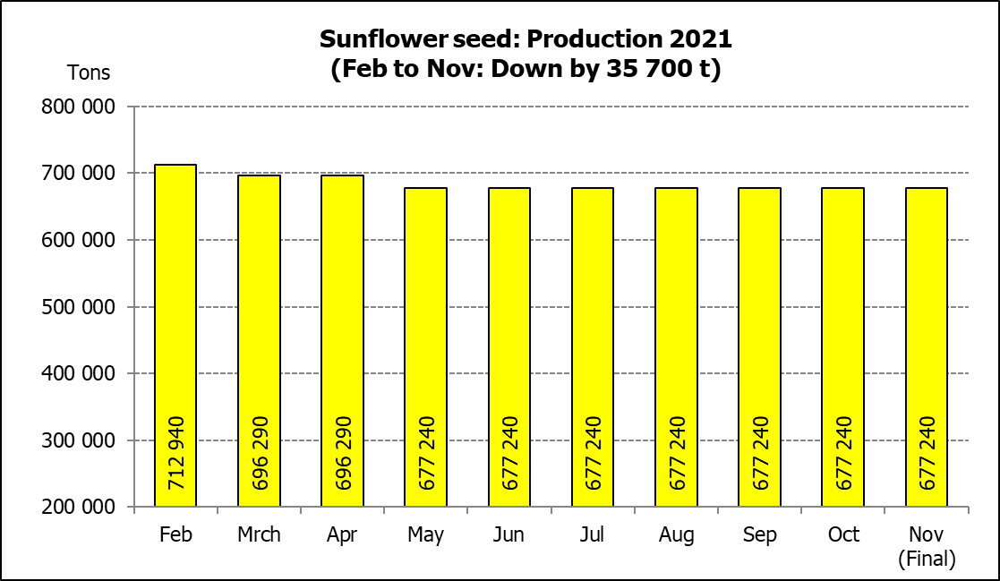 Sunflower seed: Production 2021
(Feb to Nov: Down by 35 700 t)
Tons
800 000
700 000
600 000
500 000
400 000
300 000
200 000
712 940
696 290
696 290
677 240
677 240
677 240
677 240
677 240
677 240
677 240
Feb
Mrch
Apr
May
Jun
Jul
Aug
Sep
Oct
Nov
(Final)